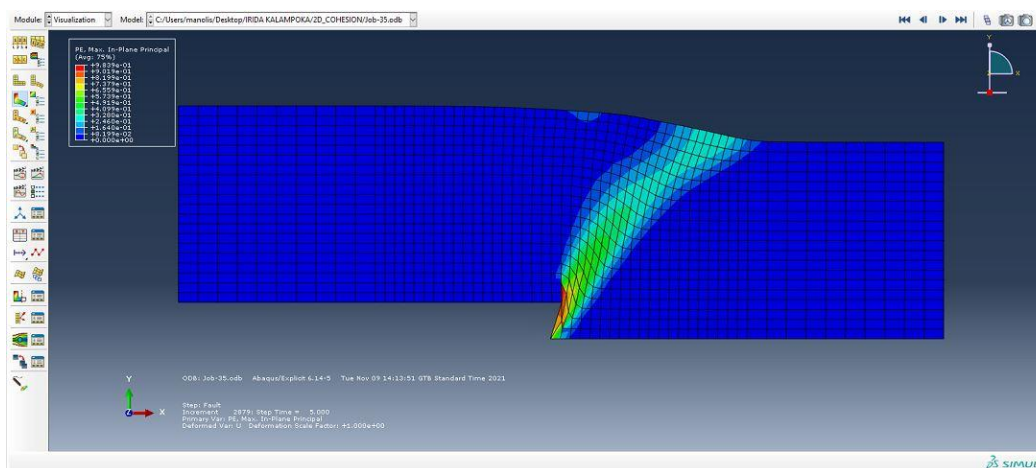 Module: Visualization Model: C:/Users/manolis/Desktop/IRIDA KALAMPOKA/2D_COHESION/Job-35.odb
PE, Max. In-Plane Principal
(Avg: 75%)
+9.839e-01
+9.019e-01
+8.199e-01
+7.379e-01
+6.559e-01
+5.739e-01
+4.919e-01
+4.099e-01
+3.280e-01
+2.460e-01
+1.640e-01
+8.199e-02
+0.000e+00
Y
X
Y
Z X
ODB: Job-35.odb Abaqus/Explicit 6.14-5 Tue Nov 09 14:13:51 GTB Standard Time 2021
Step: Fault
Increment 2079: Step Time = 5.000
Primary Var: PE, Max. In-Plane Principal
Deformed Var: U Deformation Scale Factor: +1.000e+00
SIMUL